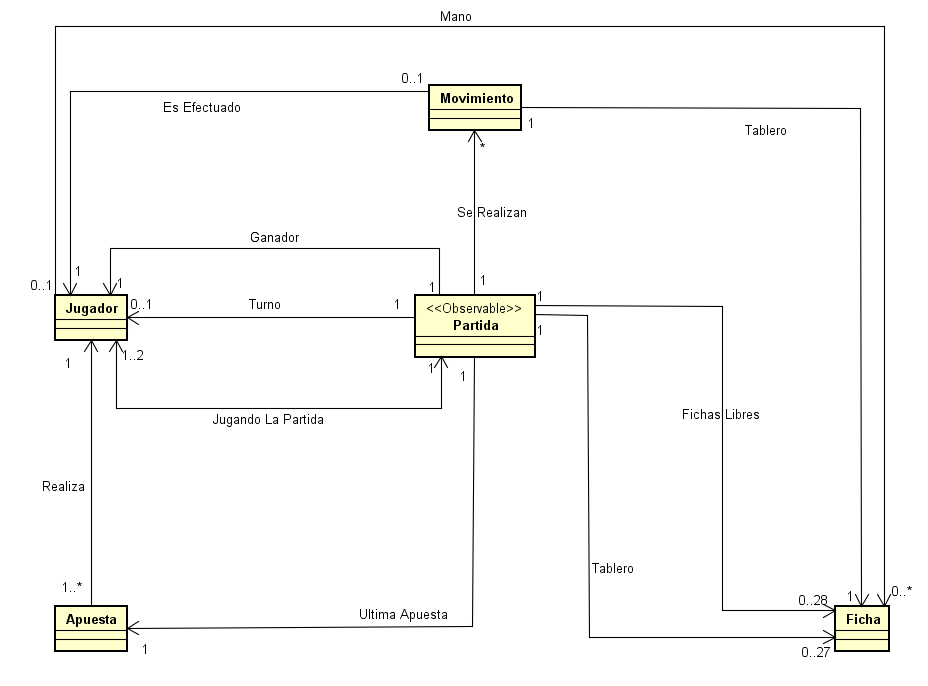 Mano
0..1
Movimiento
Es Efectuado
1
Tablero
*
Se Realizan
Ganador
1
1
1
1
0..1
Jugador
0..1
Turno
1
<<Observable>>
Partida
1
1
1
1..2
1
1
Jugando La Partida
Fichas Libres
Realiza
Tablero
1..*
0..28
1
0..*
Apuesta
Ultima Apuesta
Ficha
1
0..27